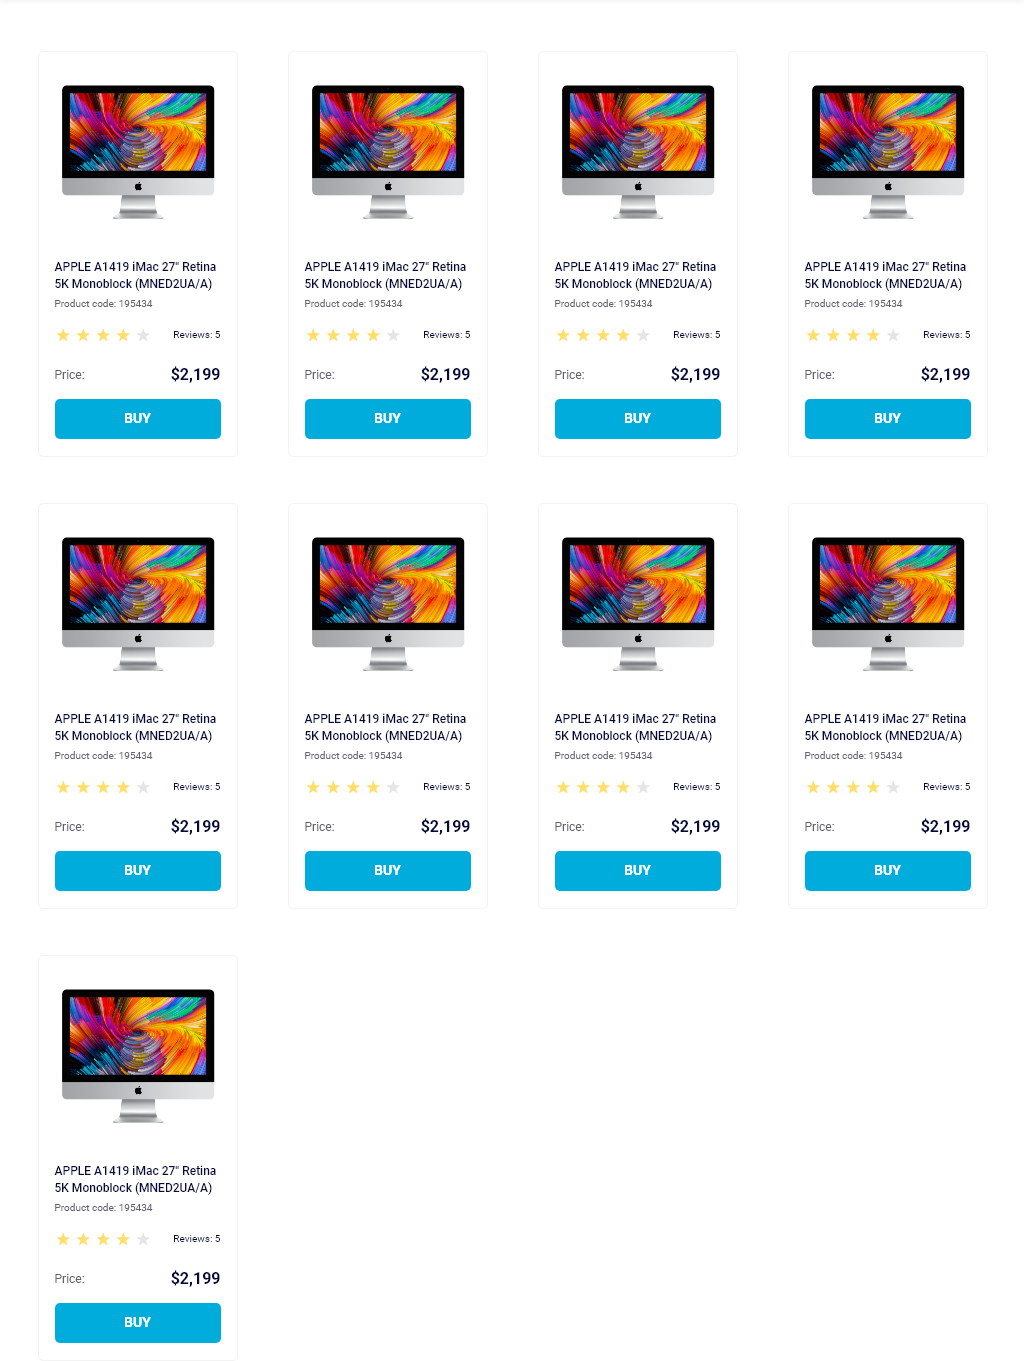 APPLE A1419 iMac 27" Retina
5K Monoblock (MNED2UA/A)
Product code: 195434
Reviews: 5
Price: $2,199
BUY
APPLE A1419 iMac 27" Retina
5K Monoblock (MNED2UA/A)
Product code: 195434
Reviews: 5
Price: $2,199
BUY
APPLE A1419 iMac 27" Retina
5K Monoblock (MNED2UA/A)
Product code: 195434
Reviews: 5
Price: $2,199
BUY
APPLE A1419 iMac 27" Retina
5K Monoblock (MNED2UA/A)
Product code: 195434
Reviews: 5
Price: $2,199
BUY
APPLE A1419 iMac 27" Retina
5K Monoblock (MNED2UA/A)
Product code: 195434
Reviews: 5
Price: $2,199
BUY
APPLE A1419 iMac 27" Retina
5K Monoblock (MNED2UA/A)
Product code: 195434
Reviews: 5
Price: $2,199
BUY
APPLE A1419 iMac 27" Retina
5K Monoblock (MNED2UA/A)
Product code: 195434
Reviews: 5
Price: $2,199
BUY
APPLE A1419 iMac 27" Retina
5K Monoblock (MNED2UA/A)
Product code: 195434
Reviews: 5
Price: $2,199
BUY
APPLE A1419 iMac 27" Retina
5K Monoblock (MNED2UA/A)
Product code: 195434
Reviews: 5
Price: $2,199
BUY